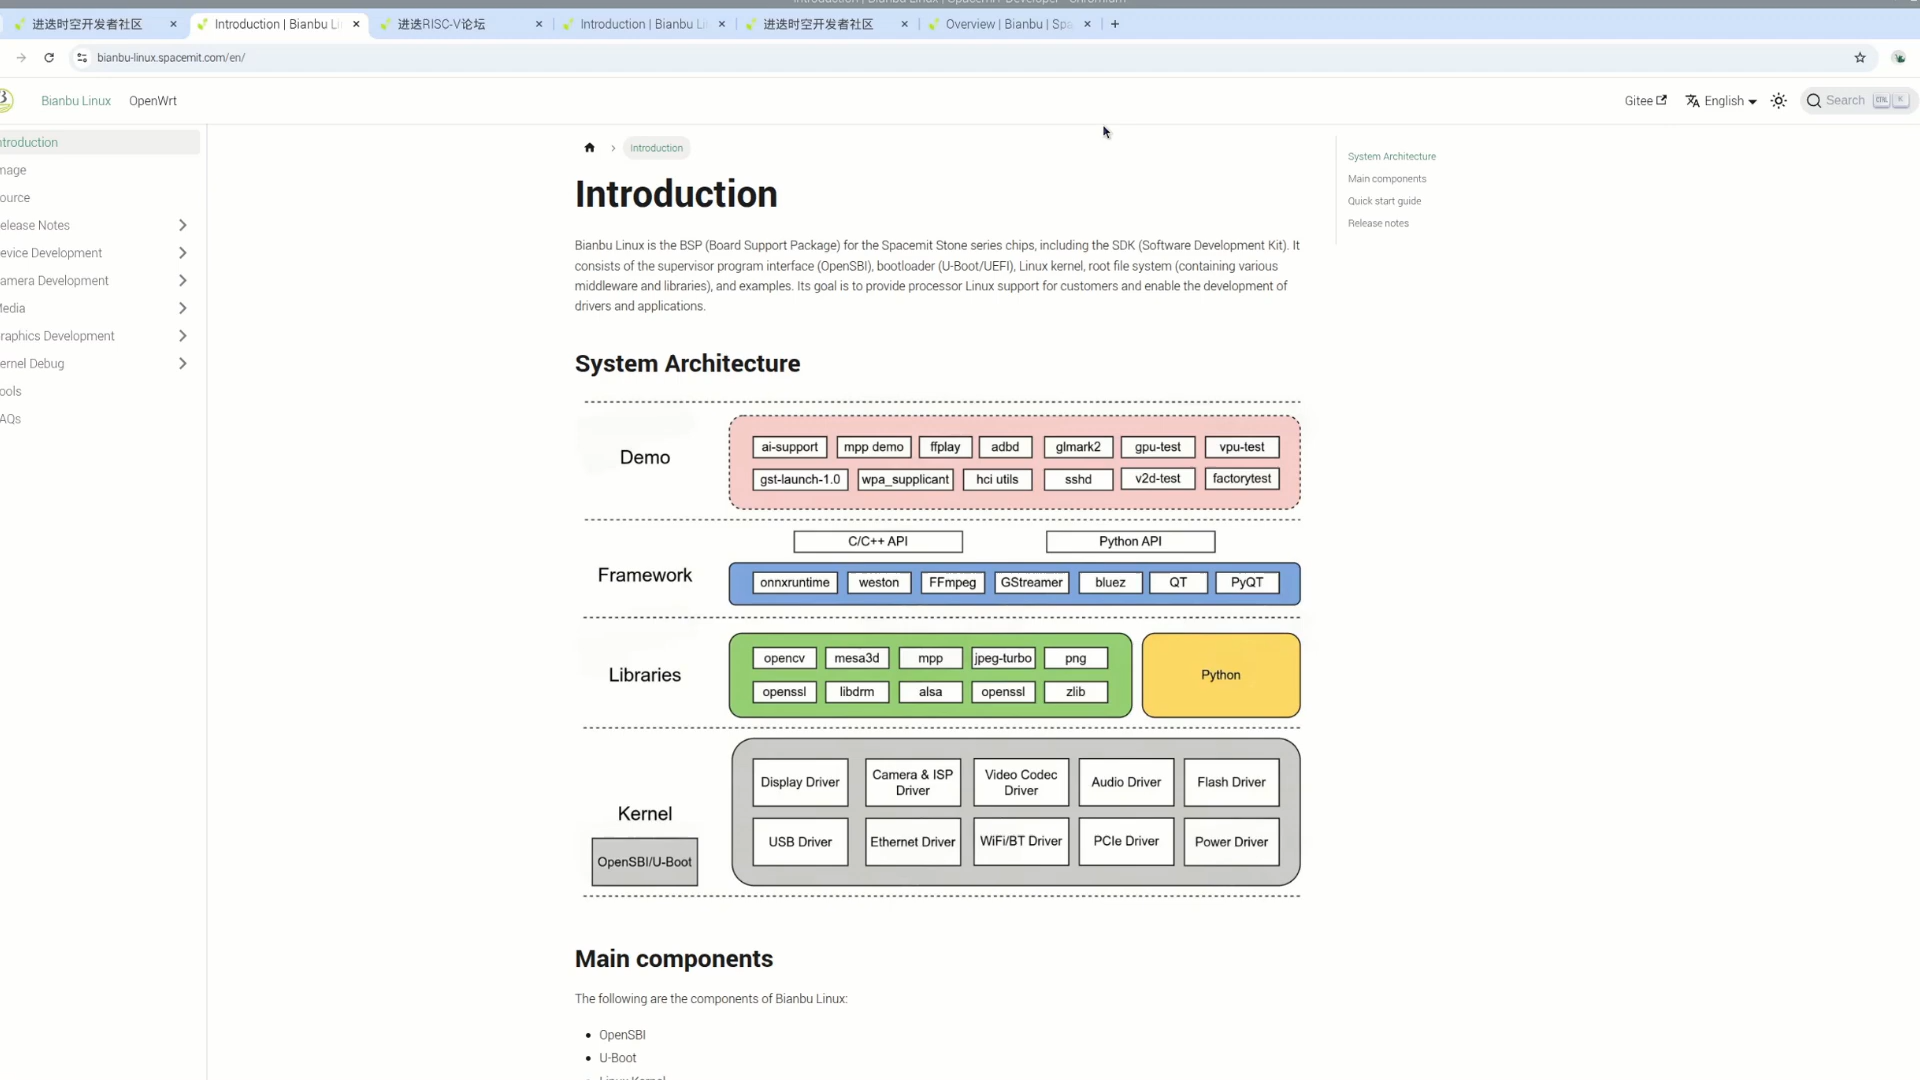 进迭时空开发者社区
Introduction | Bianbu Li
进迭RISC-V论坛
Introduction | Bianbu Li
进迭时空开发者社区
Overview | Bianbu | Spa
bianbu-linux.spacemit.com/en/
Bianbu Linux
OpenWrt
Gitee
English
Search
CTRL
K
ntroduction
mage
ource
elease Notes
evice Development
amera Development
edia
raphics Development
ernel Debug
ools
AQs
Introduction
Introduction
Bianbu Linux is the BSP (Board Support Package) for the Spacemit Stone series chips, including the SDK (Software Development Kit). It
consists of the supervisor program interface (OpenSBI), bootloader (U-Boot/UEFI), Linux kernel, root file system (containing various
middleware and libraries), and examples. Its goal is to provide processor Linux support for customers and enable the development of
drivers and applications.
System Architecture
Main components
Quick start guide
Release notes
System Architecture
Demo
ai-support mpp demo ffplay adbd glmark2 gpu-test vpu-test
gst-launch-1.0 wpa_supplicant hci utils sshd v2d-test factorytest
C/C++ API Python API
Framework
onnxruntime weston FFmpeg GStreamer bluez QT PyQT
Libraries
opencv mesa3d mpp jpeg-turbo png
openssl libdrm alsa openssl zlib
Python
Kernel
OpenSBI/U-Boot
Display Driver
Camera & ISP
Driver
Video Codec
Driver
Audio Driver
Flash Driver
USB Driver
Ethernet Driver
WiFi/BT Driver
PCIe Driver
Power Driver
Main components
The following are the components of Bianbu Linux:
OpenSBI
U-Boot